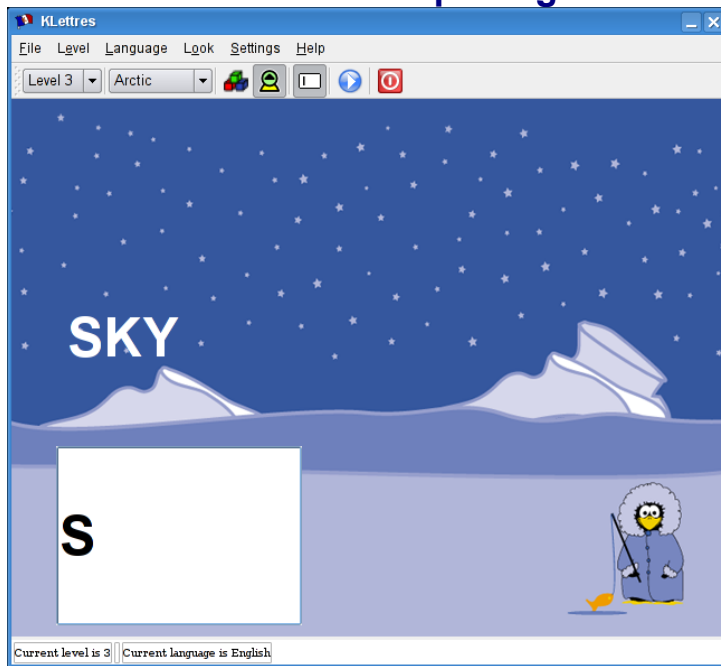 KLettres
File Level Language Look Settings Help
Level 3 Arctic
SKY
S
Current level is 3 Current language is English